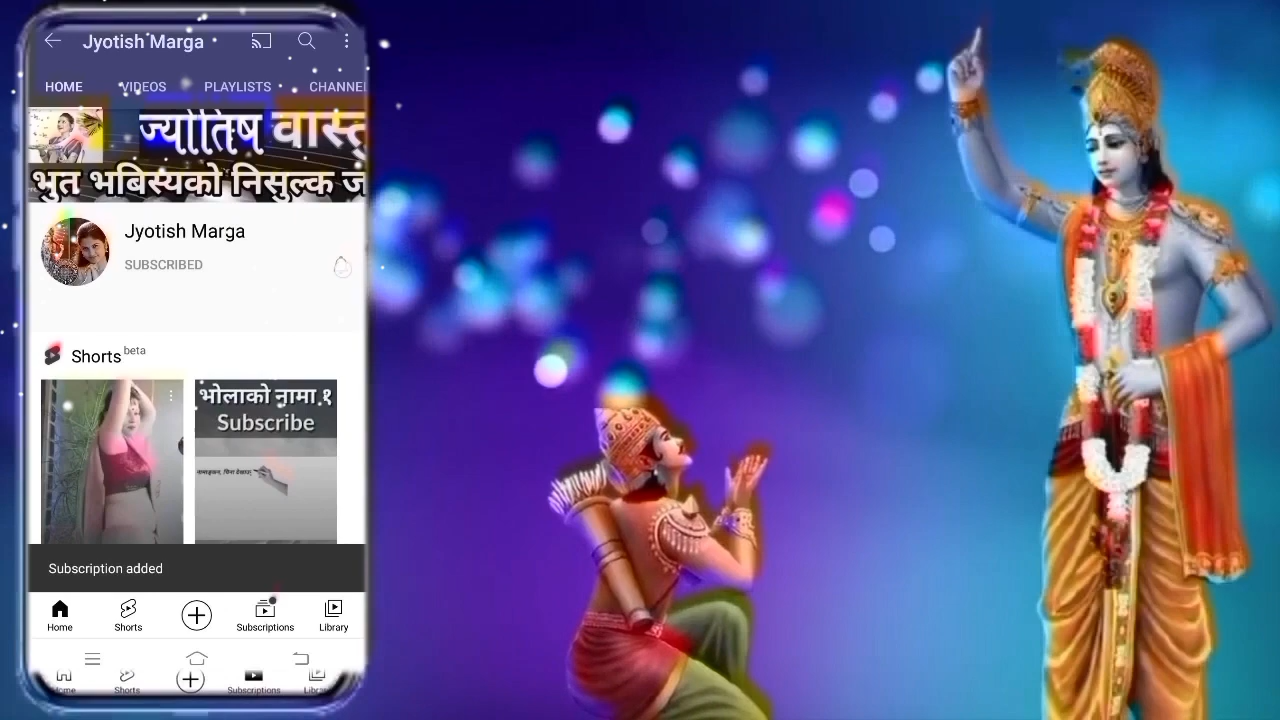 Jyotish Marga
HOME VIDEOS PLAYLISTS CHANNEL
ज्योतिष वास्तु
भुत भबिस्यको निसुल्क ज
Jyotish Marga
SUBSCRIBED
Shorts beta
भोलाको नामा १
Subscribe
Subscription added
Home Shorts Subscriptions Library
Shorts Subscriptions